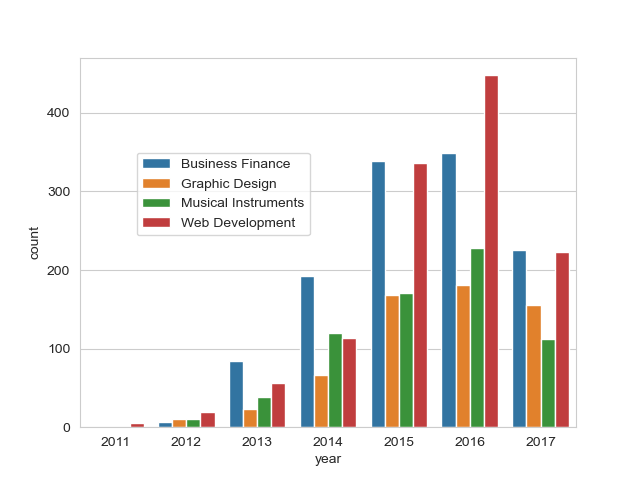 400
300
200
100
0
count
Business Finance
Graphic Design
Musical Instruments
Web Development
2011 2012 2013 2014 2015 2016 2017
year